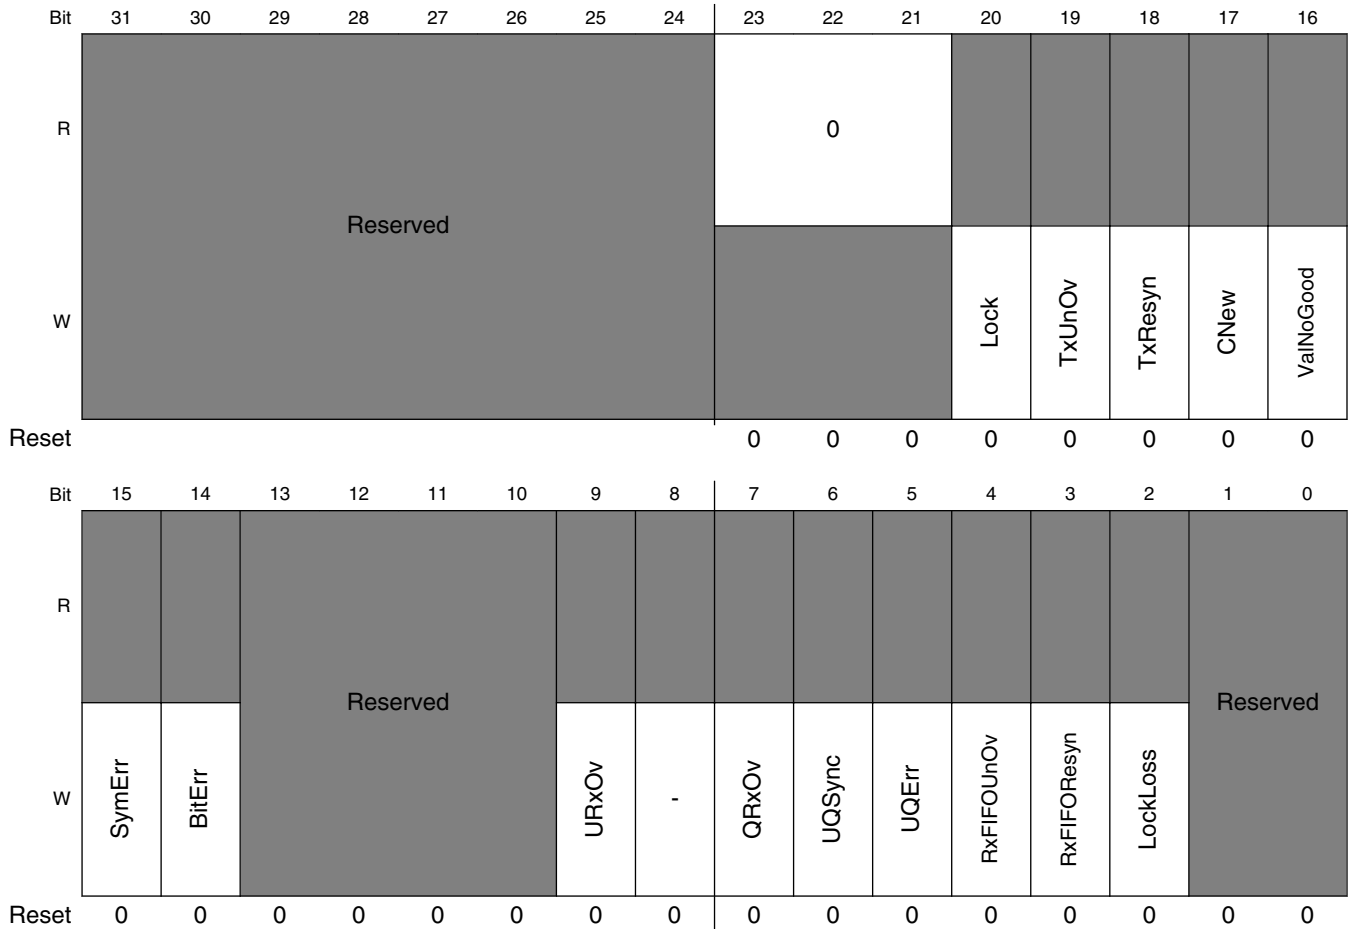 Bit 31 30 29 28 27 26 25 24 23 22 21 20 19 18 17 16
R 0
Reserved
W Lock TxUnOv TxResyn CNew ValNoGood
Reset 0 0 0 0 0 0 0 0
Bit 15 14 13 12 11 10 9 8 7 6 5 4 3 2 1 0
R
Reserved Reserved
W SymErr BitErr URxOv - QRxOv UQSync UQErr RxFIFOUnOv RxFIFOResyn LockLoss
Reset 0 0 0 0 0 0 0 0 0 0 0 0 0 0 0 0